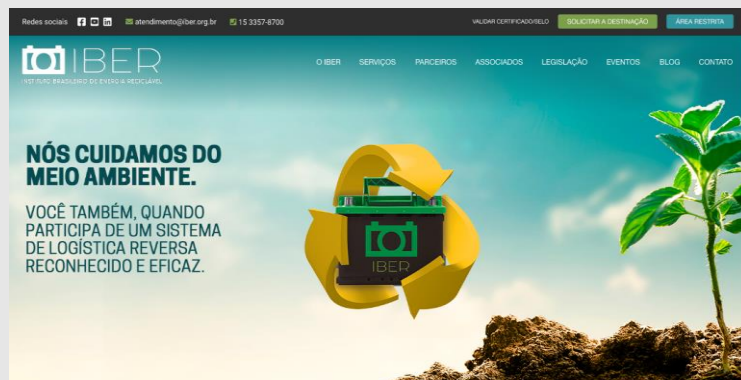 Redes sociais
atendimento@iber.org.br
15 3357-8700
VALIDAR CERTIFICADO/SELO
SOLICITAR A DESTINAÇÃO
ÁREA RESTRITA
IBER
INSTITUTO BRASILEIRO DE ENERGIA RECICLÁVEL
O IBER SERVIÇOS PARCEIROS ASSOCIADOS LEGISLAÇÃO EVENTOS BLOG CONTATO
NÓS CUIDAMOS DO
MEIO AMBIENTE.
VOCÊ TAMBÉM, QUANDO
PARTICIPA DE UM SISTEMA
DE LOGÍSTICA REVERSA
RECONHECIDO E EFICAZ.
IBER